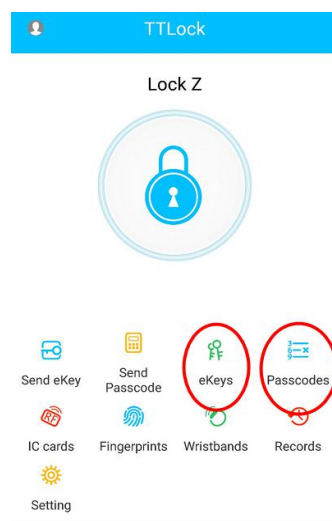 TTLock
Lock Z
Send eKey
Send
Passcode
eKeys
Passcodes
IC cards
Fingerprints
Wristbands
Records
Setting